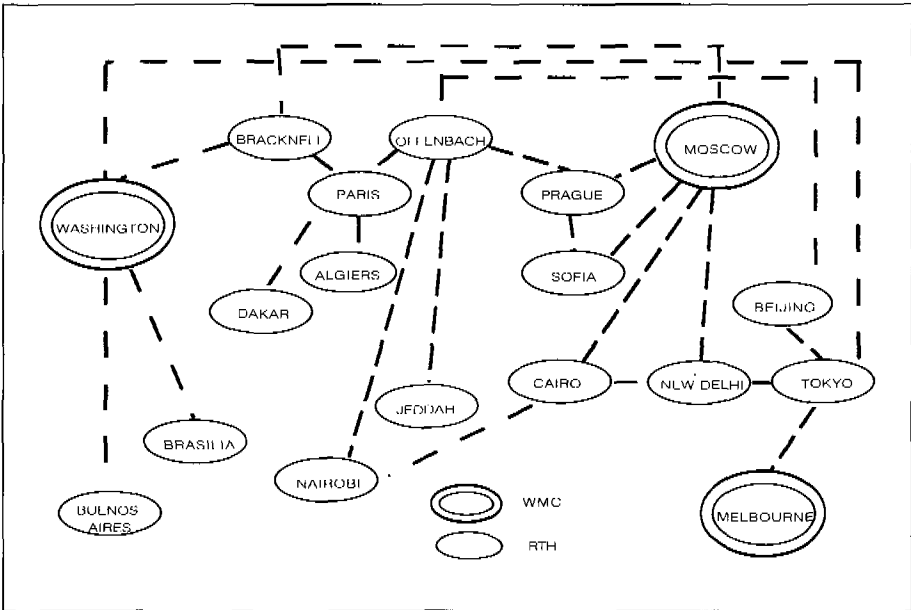 BRACKNELL
OFFENBACH
MOSCOW
PARIS
PRAGUE
WASHINGTON
ALGIERS
SOFIA
DAKAR
BEIJING
CAIRO
NEW DELHI
TOKYO
JEDDAH
BRASILIA
NAIROBI
WMC
BUENOS
AIRES
MELBOURNE
RTH